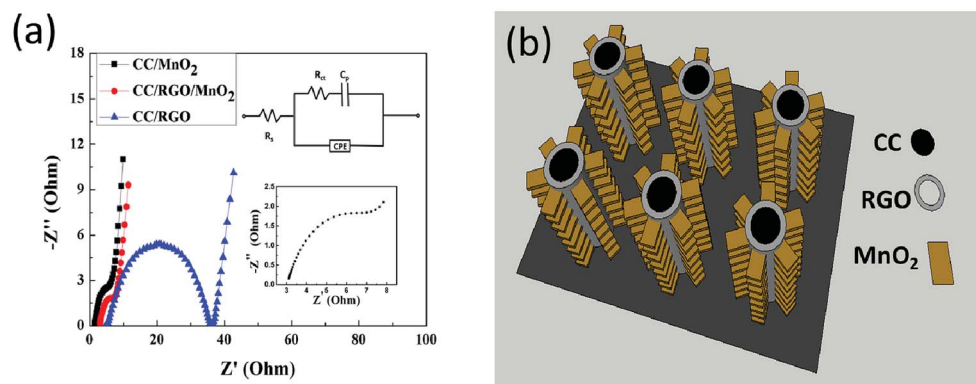 (a)
CC/MnO₂
CC/RGO/MnO₂
CC/RGO
Rct
Cp
Rs
CPE
-Z'' (Ohm)
18
15
12
9
6
3
0
0 20 40 60 80 100
Z' (Ohm)
-Z'' (Ohm)
2.5
2.0
1.5
1.0
0.5
0.0
2 3 4 5 6 7 8
Z' (Ohm)
(b)
CC
RGO
MnO₂